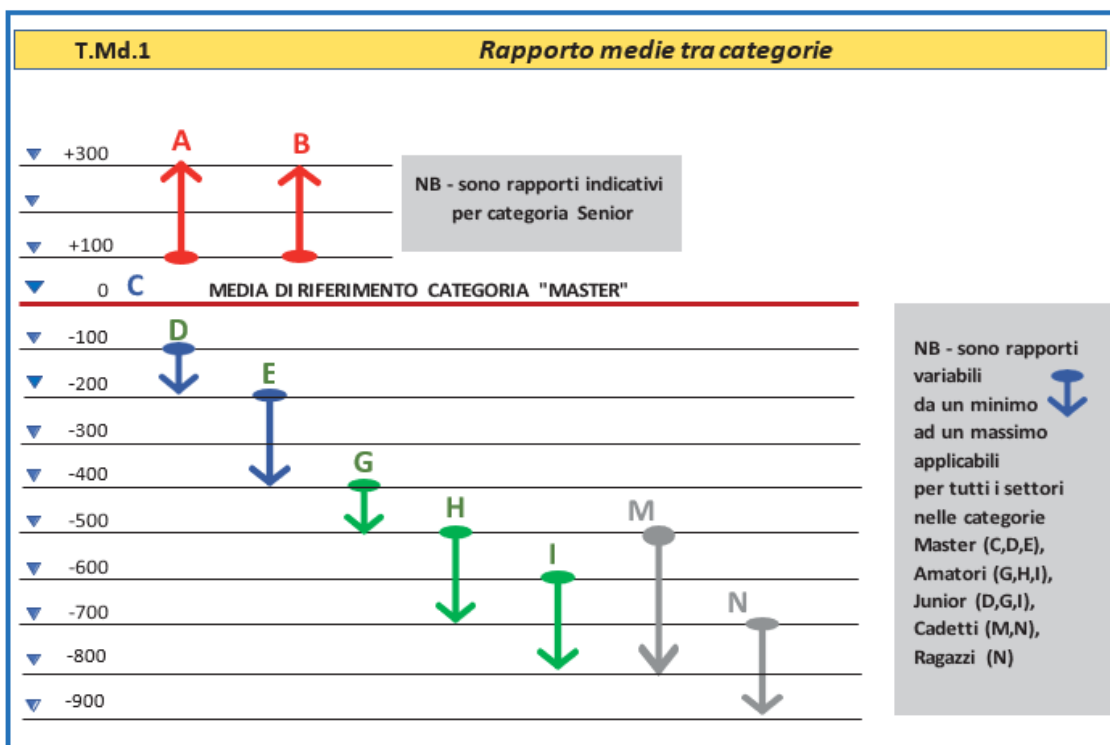 T.Md.1 Rapporto medie tra categorie
A B
+300
NB - sono rapporti indicativi
per categoria Senior
+100
0 C MEDIA DI RIFERIMENTO CATEGORIA "MASTER"
-100 D
-200 E
-300
-400 G
-500 H M
-600 I
-700 N
-800
-900
NB - sono rapporti
variabili
da un minimo
ad un massimo
applicabili
per tutti i settori
nelle categorie
Master (C,D,E),
Amatori (G,H,I),
Junior (D,G,I),
Cadetti (M,N),
Ragazzi (N)